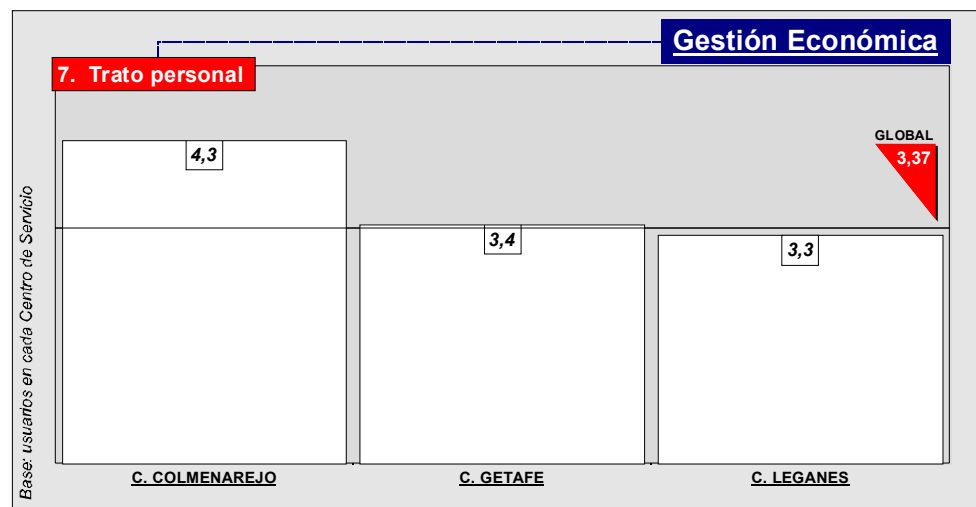 Gestión Económica
7. Trato personal
GLOBAL
3,37
4,3
3,4
3,3
Base: usuarios en cada Centro de Servicio
C. COLMENAREJO
C. GETAFE
C. LEGANES